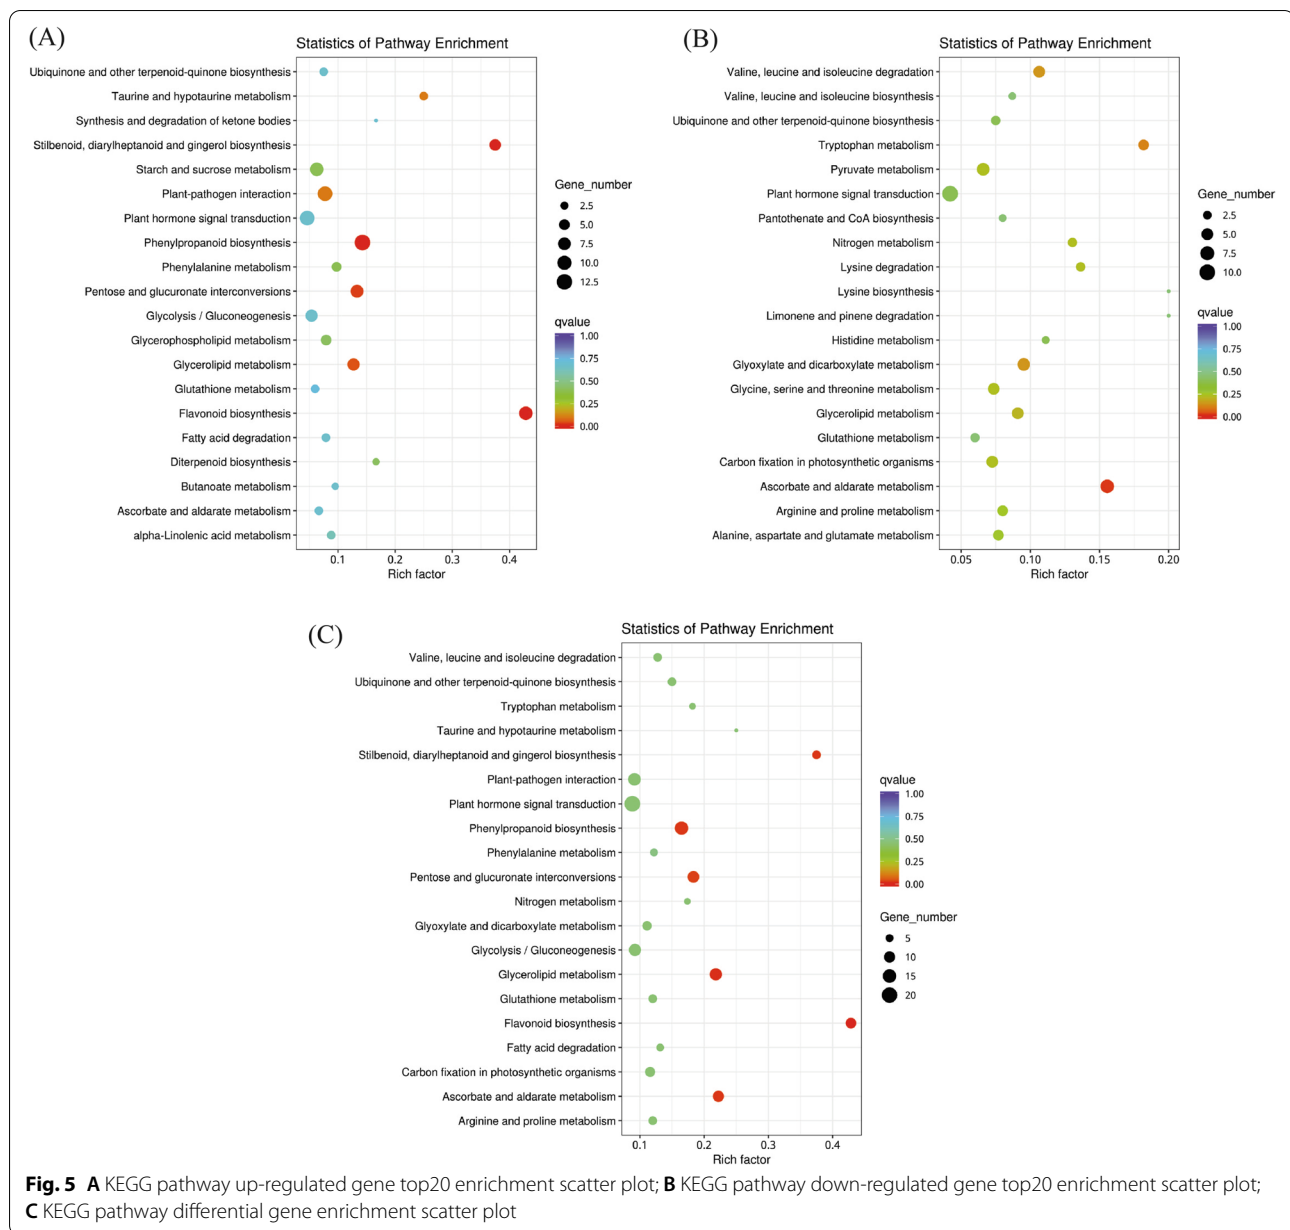 (A)
Statistics of Pathway Enrichment
Ubiquinone and other terpenoid-quinone biosynthesis
Taurine and hypotaurine metabolism
Synthesis and degradation of ketone bodies
Stilbenoid, diarylheptanoid and gingerol biosynthesis
Starch and sucrose metabolism
Plant-pathogen interaction
Plant hormone signal transduction
Phenylpropanoid biosynthesis
Phenylalanine metabolism
Pentose and glucuronate interconversions
Glycolysis / Gluconeogenesis
Glycerophospholipid metabolism
Glycerolipid metabolism
Glutathione metabolism
Flavonoid biosynthesis
Fatty acid degradation
Diterpenoid biosynthesis
Butanoate metabolism
Ascorbate and aldarate metabolism
alpha-Linolenic acid metabolism
0.1 0.2 0.3 0.4
Rich factor
Gene_number
2.5
5.0
7.5
10.0
12.5
qvalue
1.00
0.75
0.50
0.25
0.00
(B)
Statistics of Pathway Enrichment
Valine, leucine and isoleucine degradation
Valine, leucine and isoleucine biosynthesis
Ubiquinone and other terpenoid-quinone biosynthesis
Tryptophan metabolism
Pyruvate metabolism
Plant hormone signal transduction
Pantothenate and CoA biosynthesis
Nitrogen metabolism
Lysine degradation
Lysine biosynthesis
Limonene and pinene degradation
Histidine metabolism
Glyoxylate and dicarboxylate metabolism
Glycine, serine and threonine metabolism
Glycerolipid metabolism
Glutathione metabolism
Carbon fixation in photosynthetic organisms
Ascorbate and aldarate metabolism
Arginine and proline metabolism
Alanine, aspartate and glutamate metabolism
0.05 0.10 0.15 0.20
Rich factor
Gene_number
2.5
5.0
7.5
10.0
qvalue
1.00
0.75
0.50
0.25
0.00
(C)
Statistics of Pathway Enrichment
Valine, leucine and isoleucine degradation
Ubiquinone and other terpenoid-quinone biosynthesis
Tryptophan metabolism
Taurine and hypotaurine metabolism
Stilbenoid, diarylheptanoid and gingerol biosynthesis
Plant-pathogen interaction
Plant hormone signal transduction
Phenylpropanoid biosynthesis
Phenylalanine metabolism
Pentose and glucuronate interconversions
Nitrogen metabolism
Glyoxylate and dicarboxylate metabolism
Glycolysis / Gluconeogenesis
Glycerolipid metabolism
Glutathione metabolism
Flavonoid biosynthesis
Fatty acid degradation
Carbon fixation in photosynthetic organisms
Ascorbate and aldarate metabolism
Arginine and proline metabolism
0.1 0.2 0.3 0.4
Rich factor
qvalue
1.00
0.75
0.50
0.25
0.00
Gene_number
5
10
15
20
Fig. 5 A KEGG pathway up-regulated gene top20 enrichment scatter plot; B KEGG pathway down-regulated gene top20 enrichment scatter plot;
C KEGG pathway differential gene enrichment scatter plot